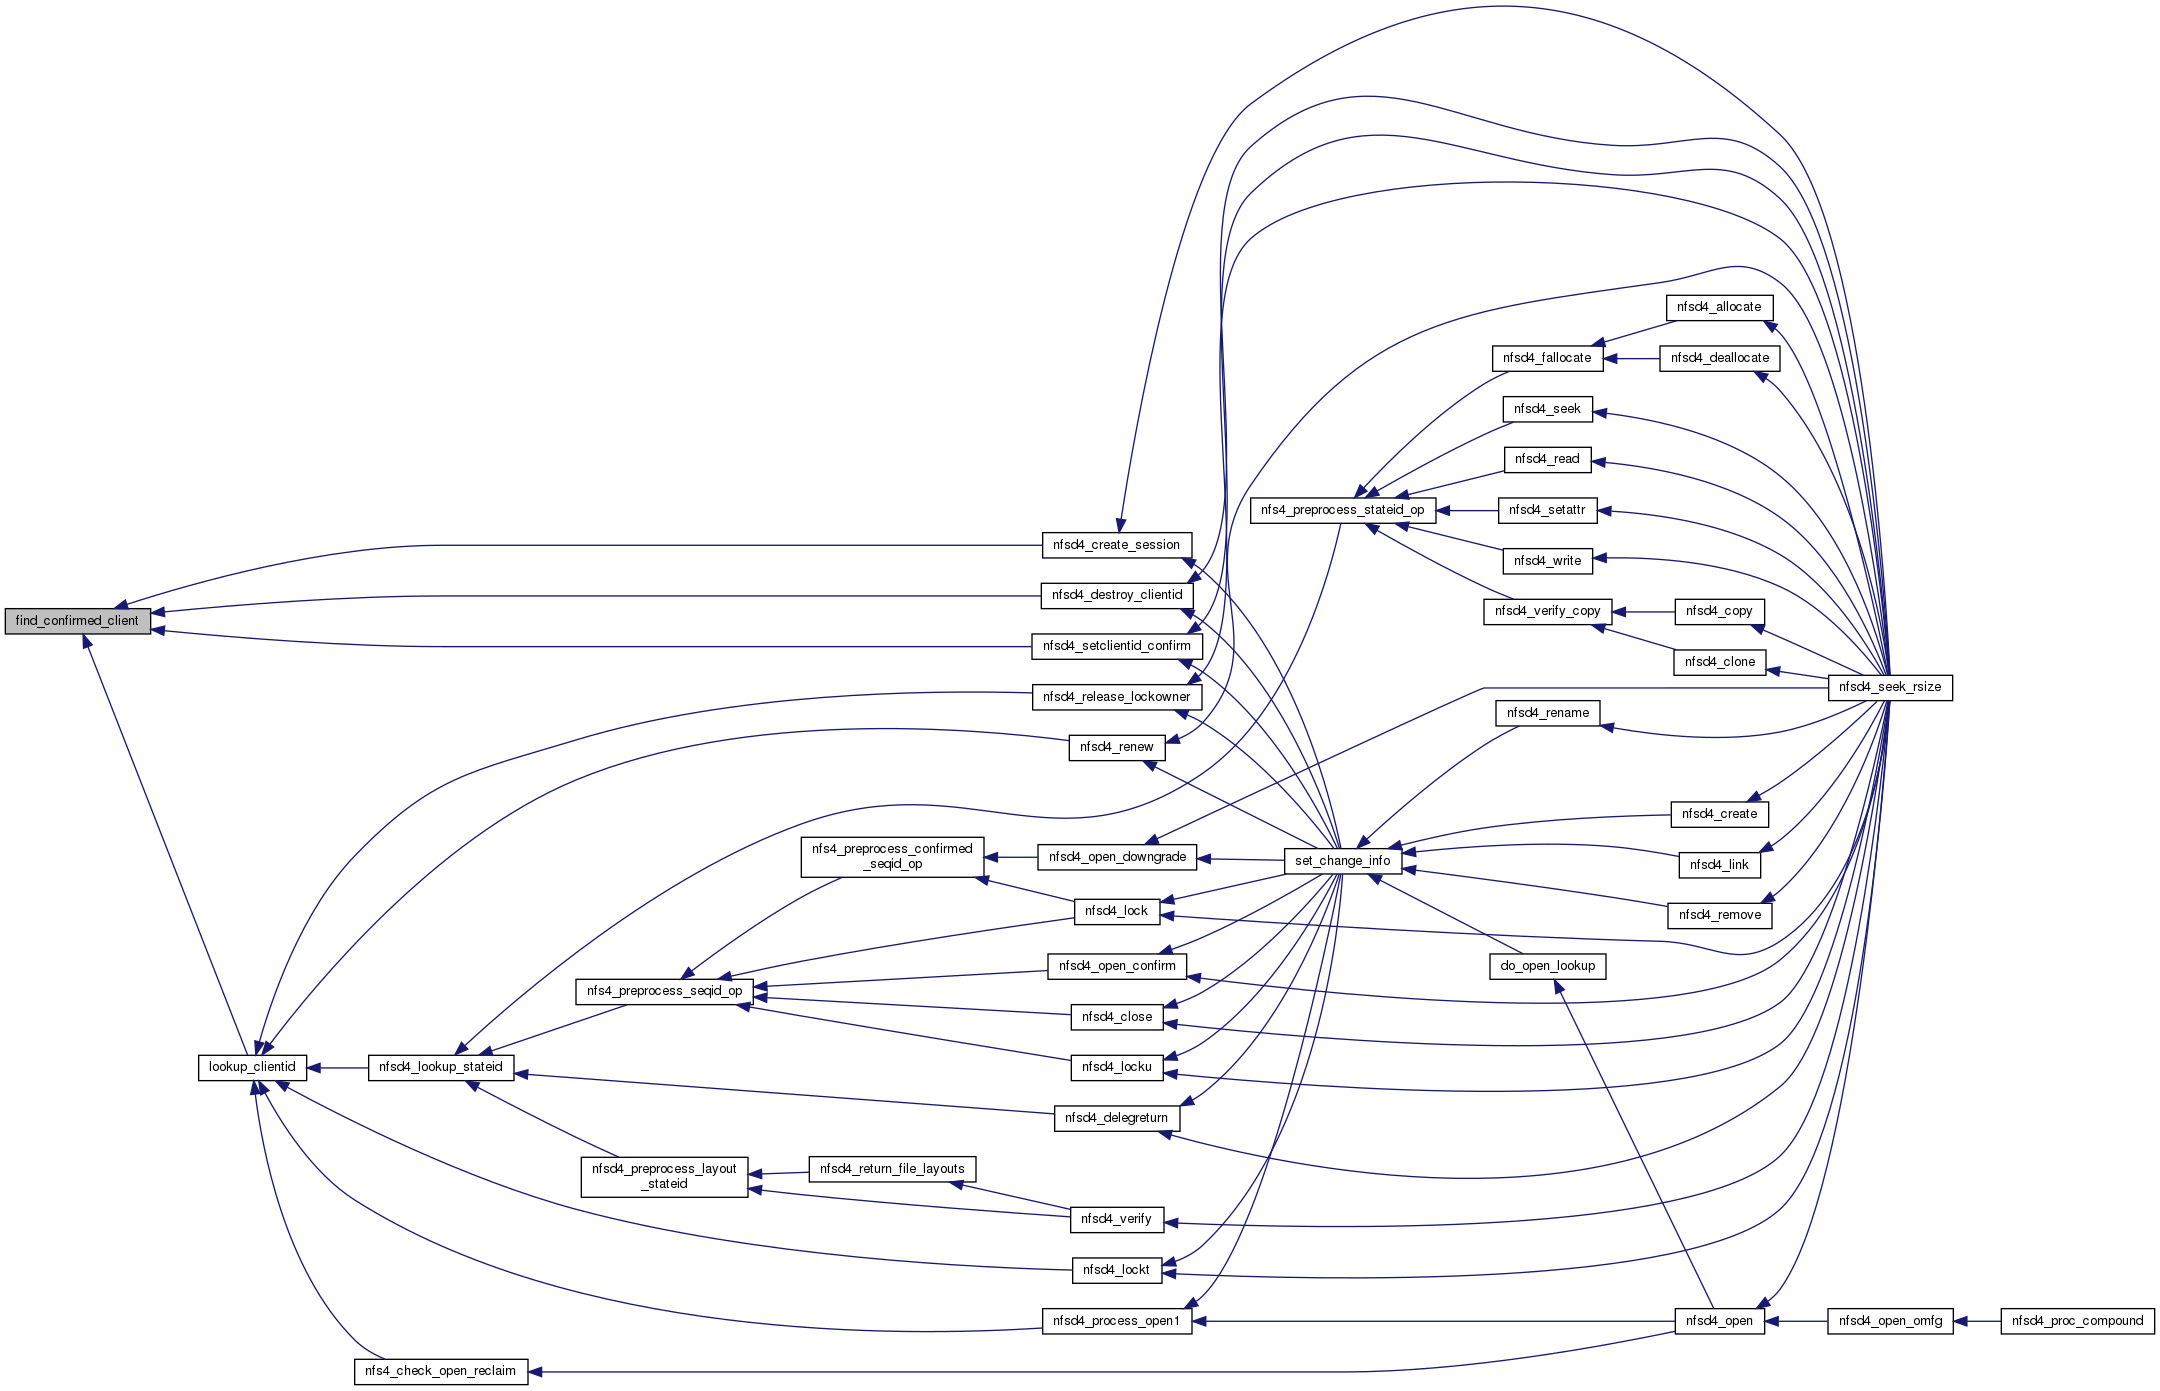 find_confirmed_client
lookup_clientid
nfsd4_lookup_stateid
nfs4_check_open_reclaim
nfs4_preprocess_seqid_op
nfsd4_preprocess_layout
_stateid
nfs4_preprocess_confirmed
_seqid_op
nfsd4_return_file_layouts
nfsd4_create_session
nfsd4_destroy_clientid
nfsd4_setclientid_confirm
nfsd4_release_lockowner
nfsd4_renew
nfsd4_open_downgrade
nfsd4_lock
nfsd4_open_confirm
nfsd4_close
nfsd4_locku
nfsd4_delegreturn
nfsd4_verify
nfsd4_lockt
nfsd4_process_open1
nfs4_preprocess_stateid_op
set_change_info
nfsd4_fallocate
nfsd4_seek
nfsd4_read
nfsd4_setattr
nfsd4_write
nfsd4_verify_copy
nfsd4_rename
do_open_lookup
nfsd4_allocate
nfsd4_deallocate
nfsd4_copy
nfsd4_clone
nfsd4_create
nfsd4_link
nfsd4_remove
nfsd4_open
nfsd4_seek_rsize
nfsd4_open_omfg
nfsd4_proc_compound